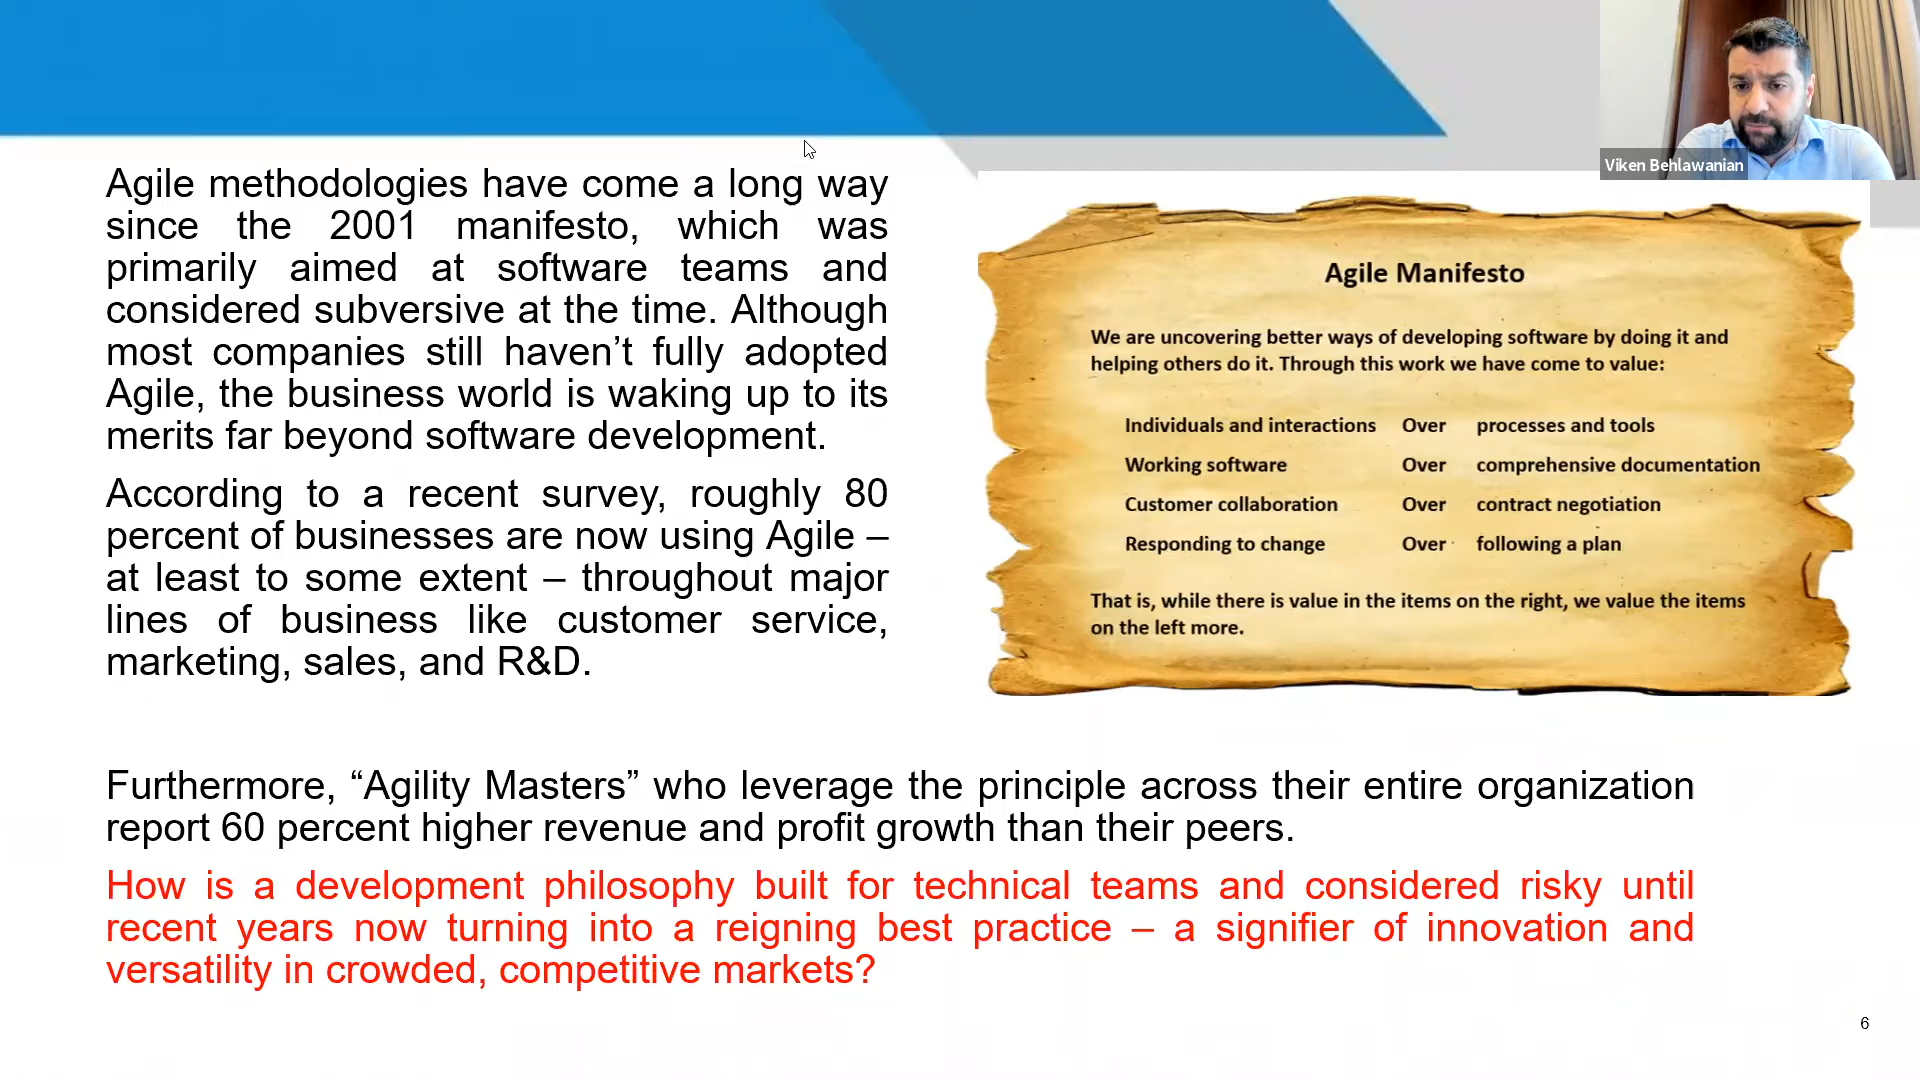 Viken Behlawanian
Agile methodologies have come a long way
since the 2001 manifesto, which was
primarily aimed at software teams and
considered subversive at the time. Although
most companies still haven’t fully adopted
Agile, the business world is waking up to its
merits far beyond software development.
According to a recent survey, roughly 80
percent of businesses are now using Agile –
at least to some extent – throughout major
lines of business like customer service,
marketing, sales, and R&D.
Agile Manifesto
We are uncovering better ways of developing software by doing it and
helping others do it. Through this work we have come to value:
Individuals and interactions Over processes and tools
Working software Over comprehensive documentation
Customer collaboration Over contract negotiation
Responding to change Over following a plan
That is, while there is value in the items on the right, we value the items
on the left more.
Furthermore, “Agility Masters” who leverage the principle across their entire organization
report 60 percent higher revenue and profit growth than their peers.
How is a development philosophy built for technical teams and considered risky until
recent years now turning into a reigning best practice – a signifier of innovation and
versatility in crowded, competitive markets?
6